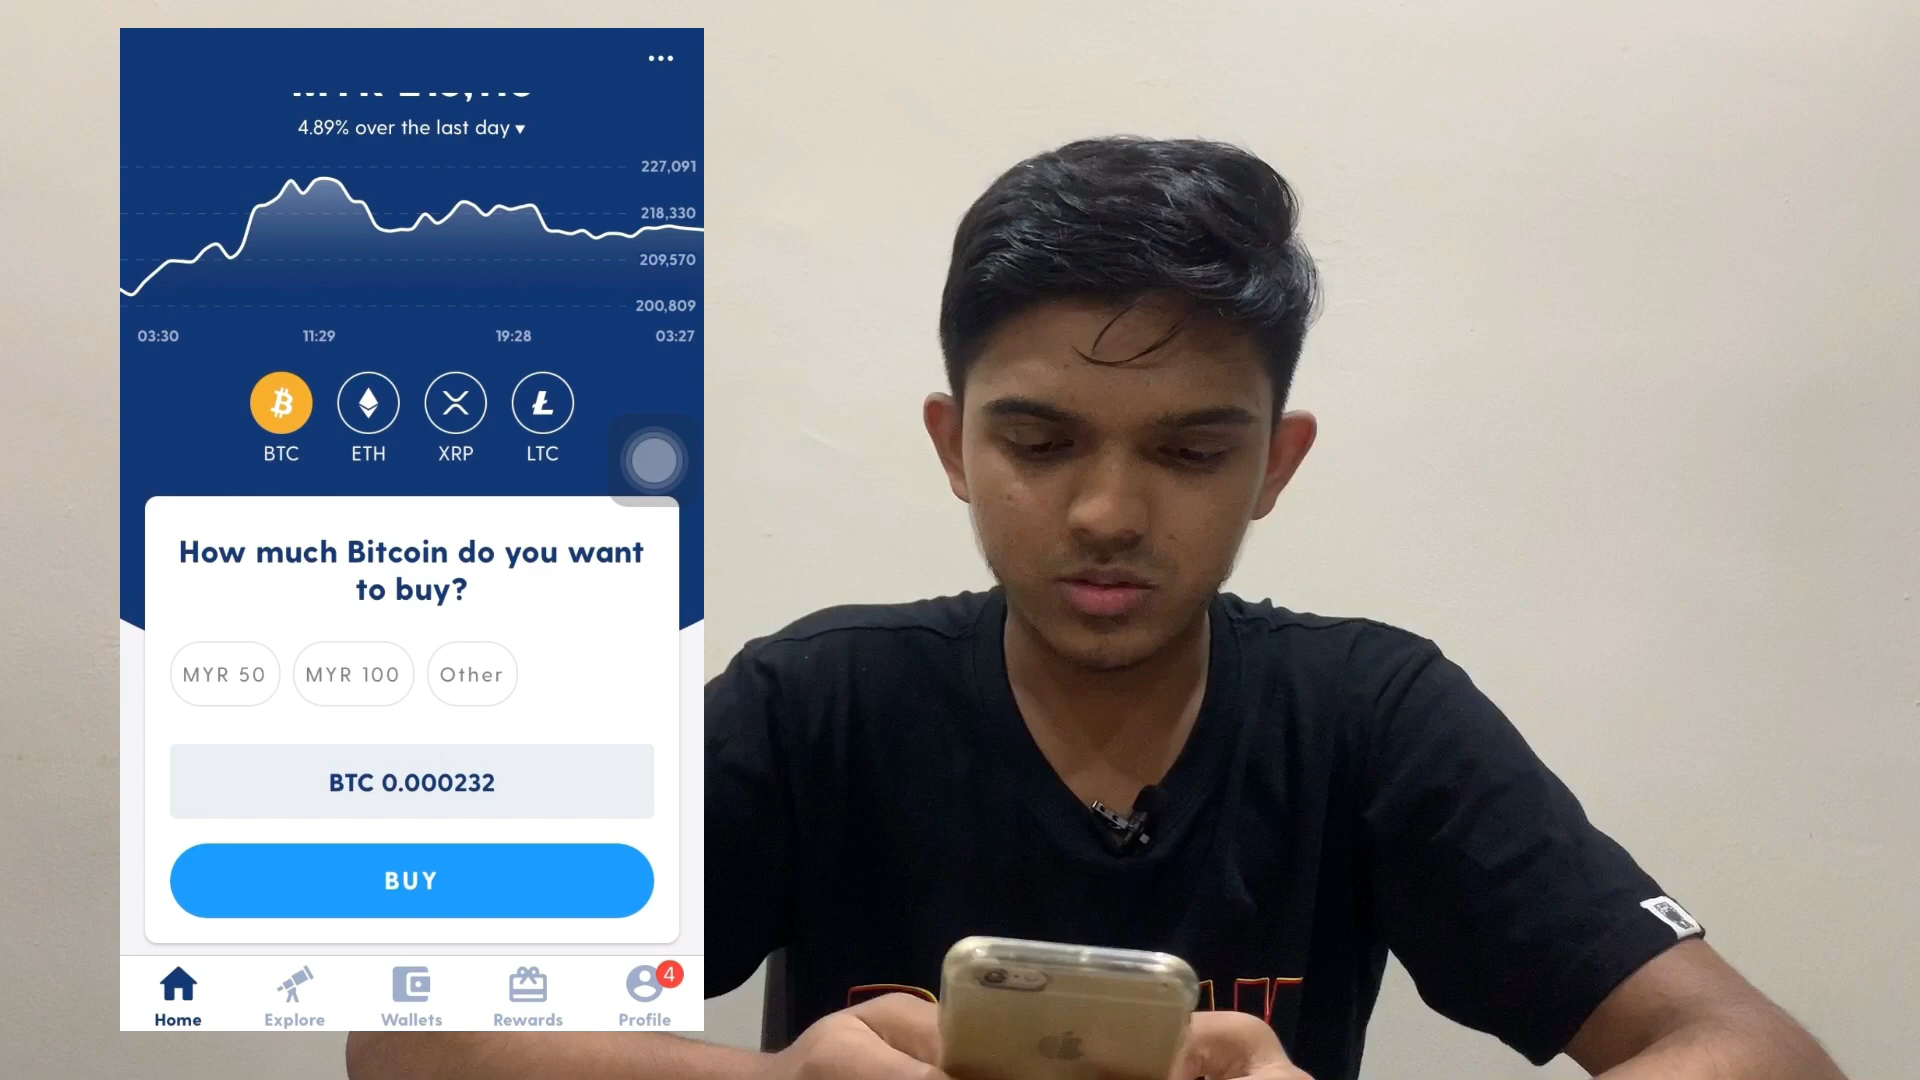 4.89% over the last day ▾
227,091
218,330
209,570
200,809
03:30 11:29 19:28 03:27
BTC ETH XRP LTC
How much Bitcoin do you want
to buy?
MYR 50 MYR 100 Other
BTC 0.000232
BUY
4
Home Explore Wallets Rewards Profile